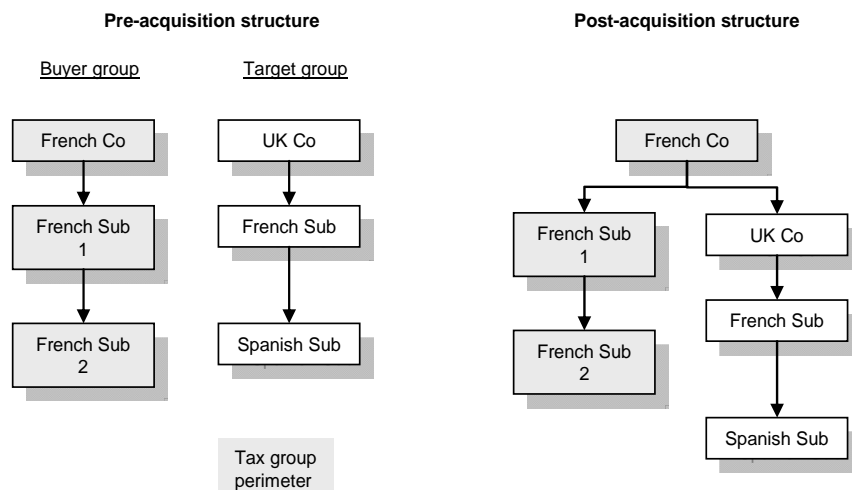 Pre-acquisition structure
Buyer group
Target group
French Co
UK Co
French Sub
1
French Sub
French Sub
2
Spanish Sub
Tax group
perimeter
Post-acquisition structure
French Co
French Sub
1
UK Co
French Sub
2
French Sub
Spanish Sub